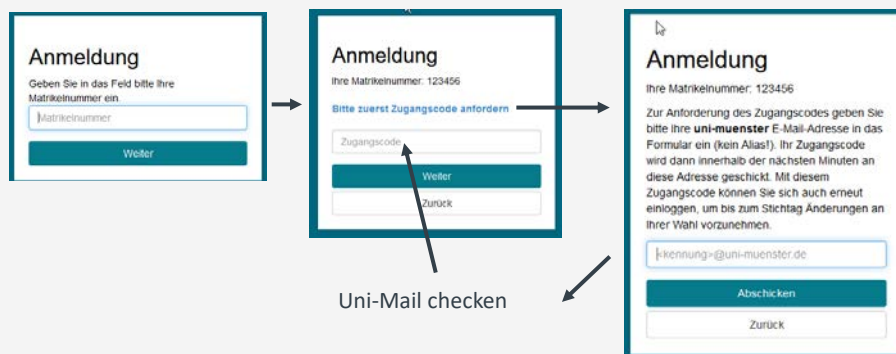 Anmeldung
Geben Sie in das Feld bitte Ihre
Matrikelnummer ein.
Matrikelnummer
Weiter
Anmeldung
Ihre Matrikelnummer: 123456
Bitte zuerst Zugangscode anfordern
Zugangscode
Weiter
Zurück
Anmeldung
Ihre Matrikelnummer: 123456
Zur Anforderung des Zugangscodes geben Sie
bitte Ihre uni-muenster E-Mail-Adresse in das
Formular ein (kein Alias!). Ihr Zugangscode
wird dann innerhalb der nächsten Minuten an
diese Adresse geschickt. Mit diesem
Zugangscode können Sie sich auch erneut
einloggen, um bis zum Stichtag Änderungen an
Ihrer Wahl vorzunehmen.
<kennung>@uni-muenster.de
Abschicken
Zurück
Uni-Mail checken